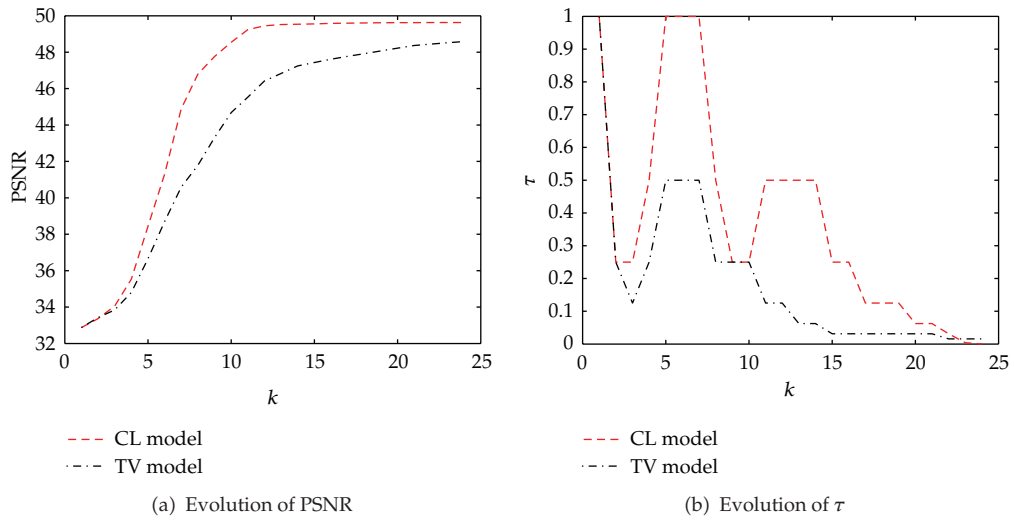 50
48
46
44
42
40
38
36
34
32
PSNR
0 5 10 15 20 25
k
CL model
TV model
(a) Evolution of PSNR
1
0.9
0.8
0.7
0.6
0.5
0.4
0.3
0.2
0.1
0
τ
0 5 10 15 20 25
k
CL model
TV model
(b) Evolution of τ